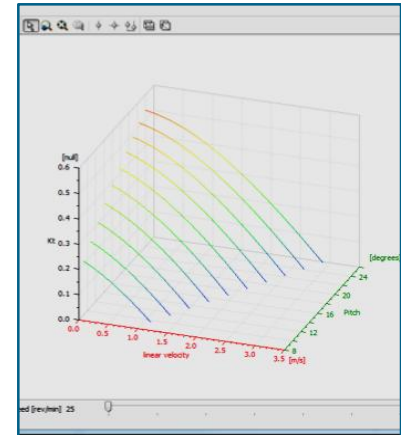 [null]
0.6
0.5
0.4
Kt 0.3
0.2
0.1
0.0
0.0 0.5 1.0 1.5 2.0 2.5 3.0 3.5 [m/s]
linear velocity
[degrees]
24
20
16 Pitch
12
8
ed [rev/min] 25